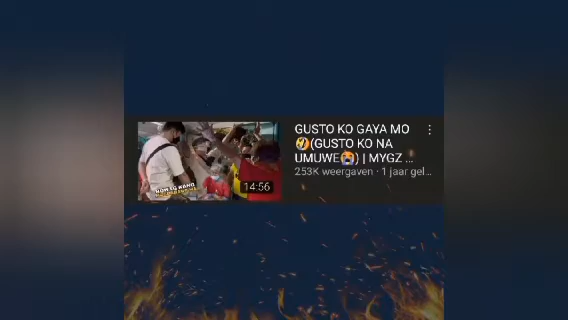 GUSTO KO GAYA MO
🤣(GUSTO KO NA
UMUWE😭) | MYGZ ...
253K weergaven · 1 jaar gel...
14:56